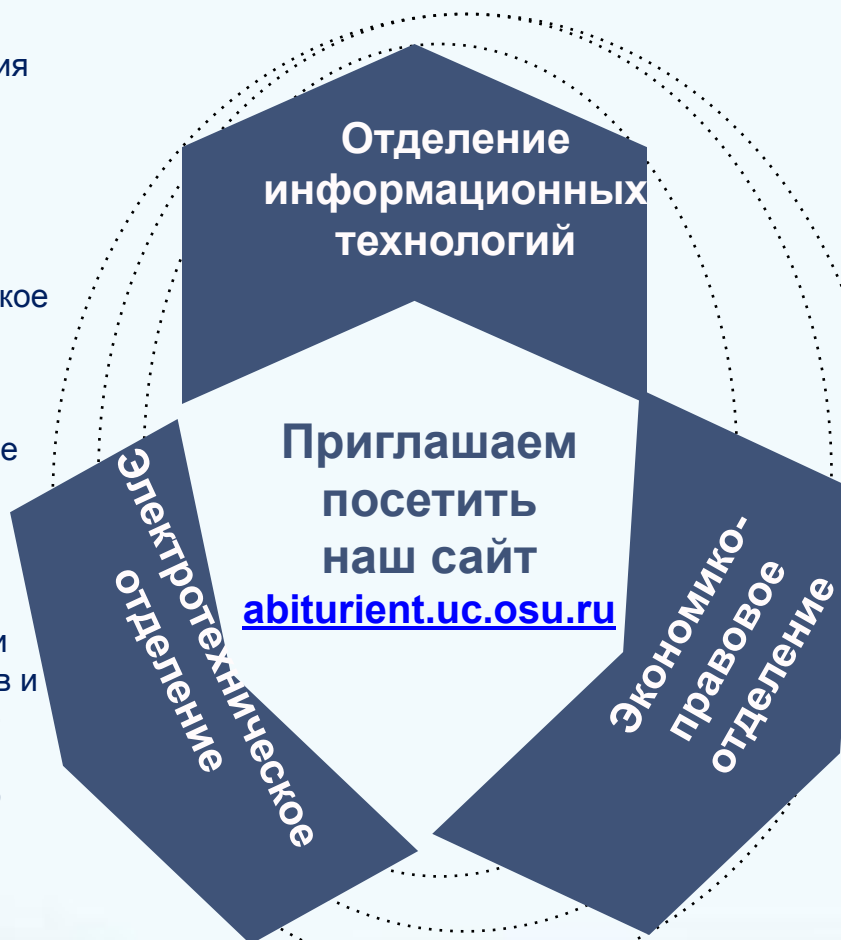 Отделение
информационных
технологий
Приглашаем
посетить
наш сайт
abiturient.uc.osu.ru
Электротехническое
отделение
Экономико-
правовое
отделение